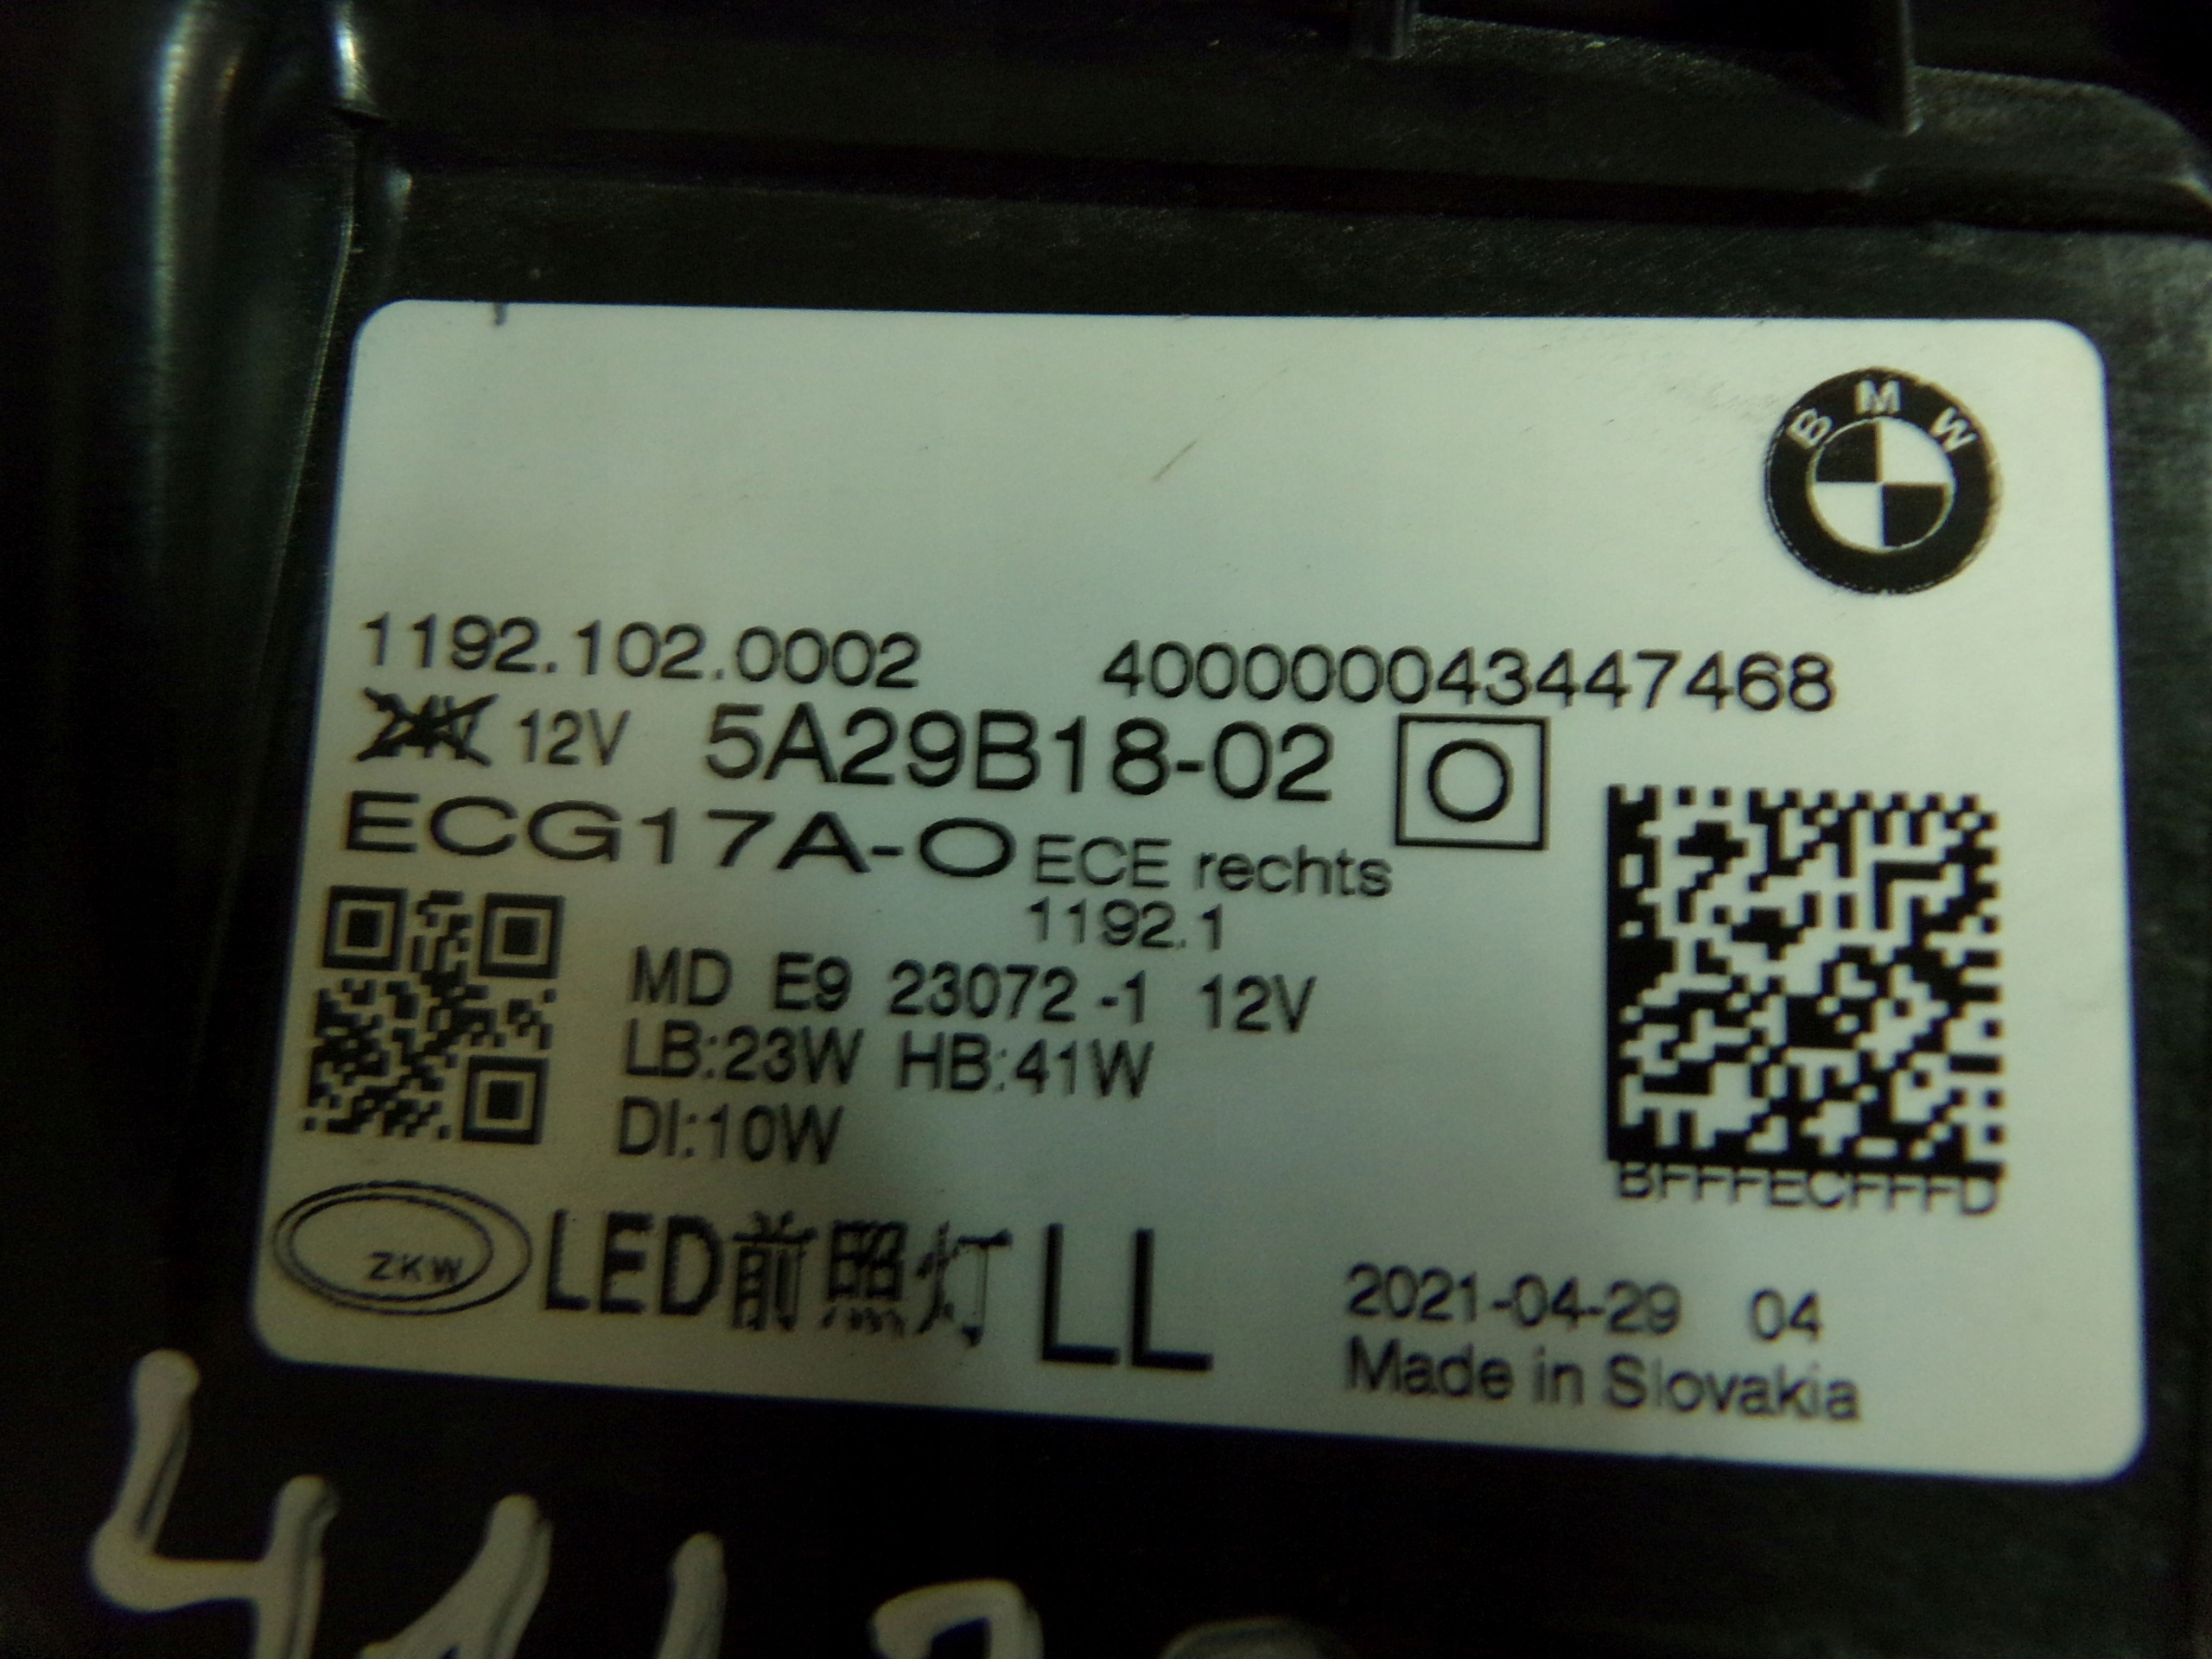 BMW
1192.102.0002 400000043447468
24V 12V 5A29B18-02 O
ECG17A-O ECE rechts
1192.1
MD E9 23072 -1 12V
LB:23W HB:41W
DI:10W
BFFFECFFFD
ZKW LED前照灯 LL
2021-04-29 04
Made in Slovakia